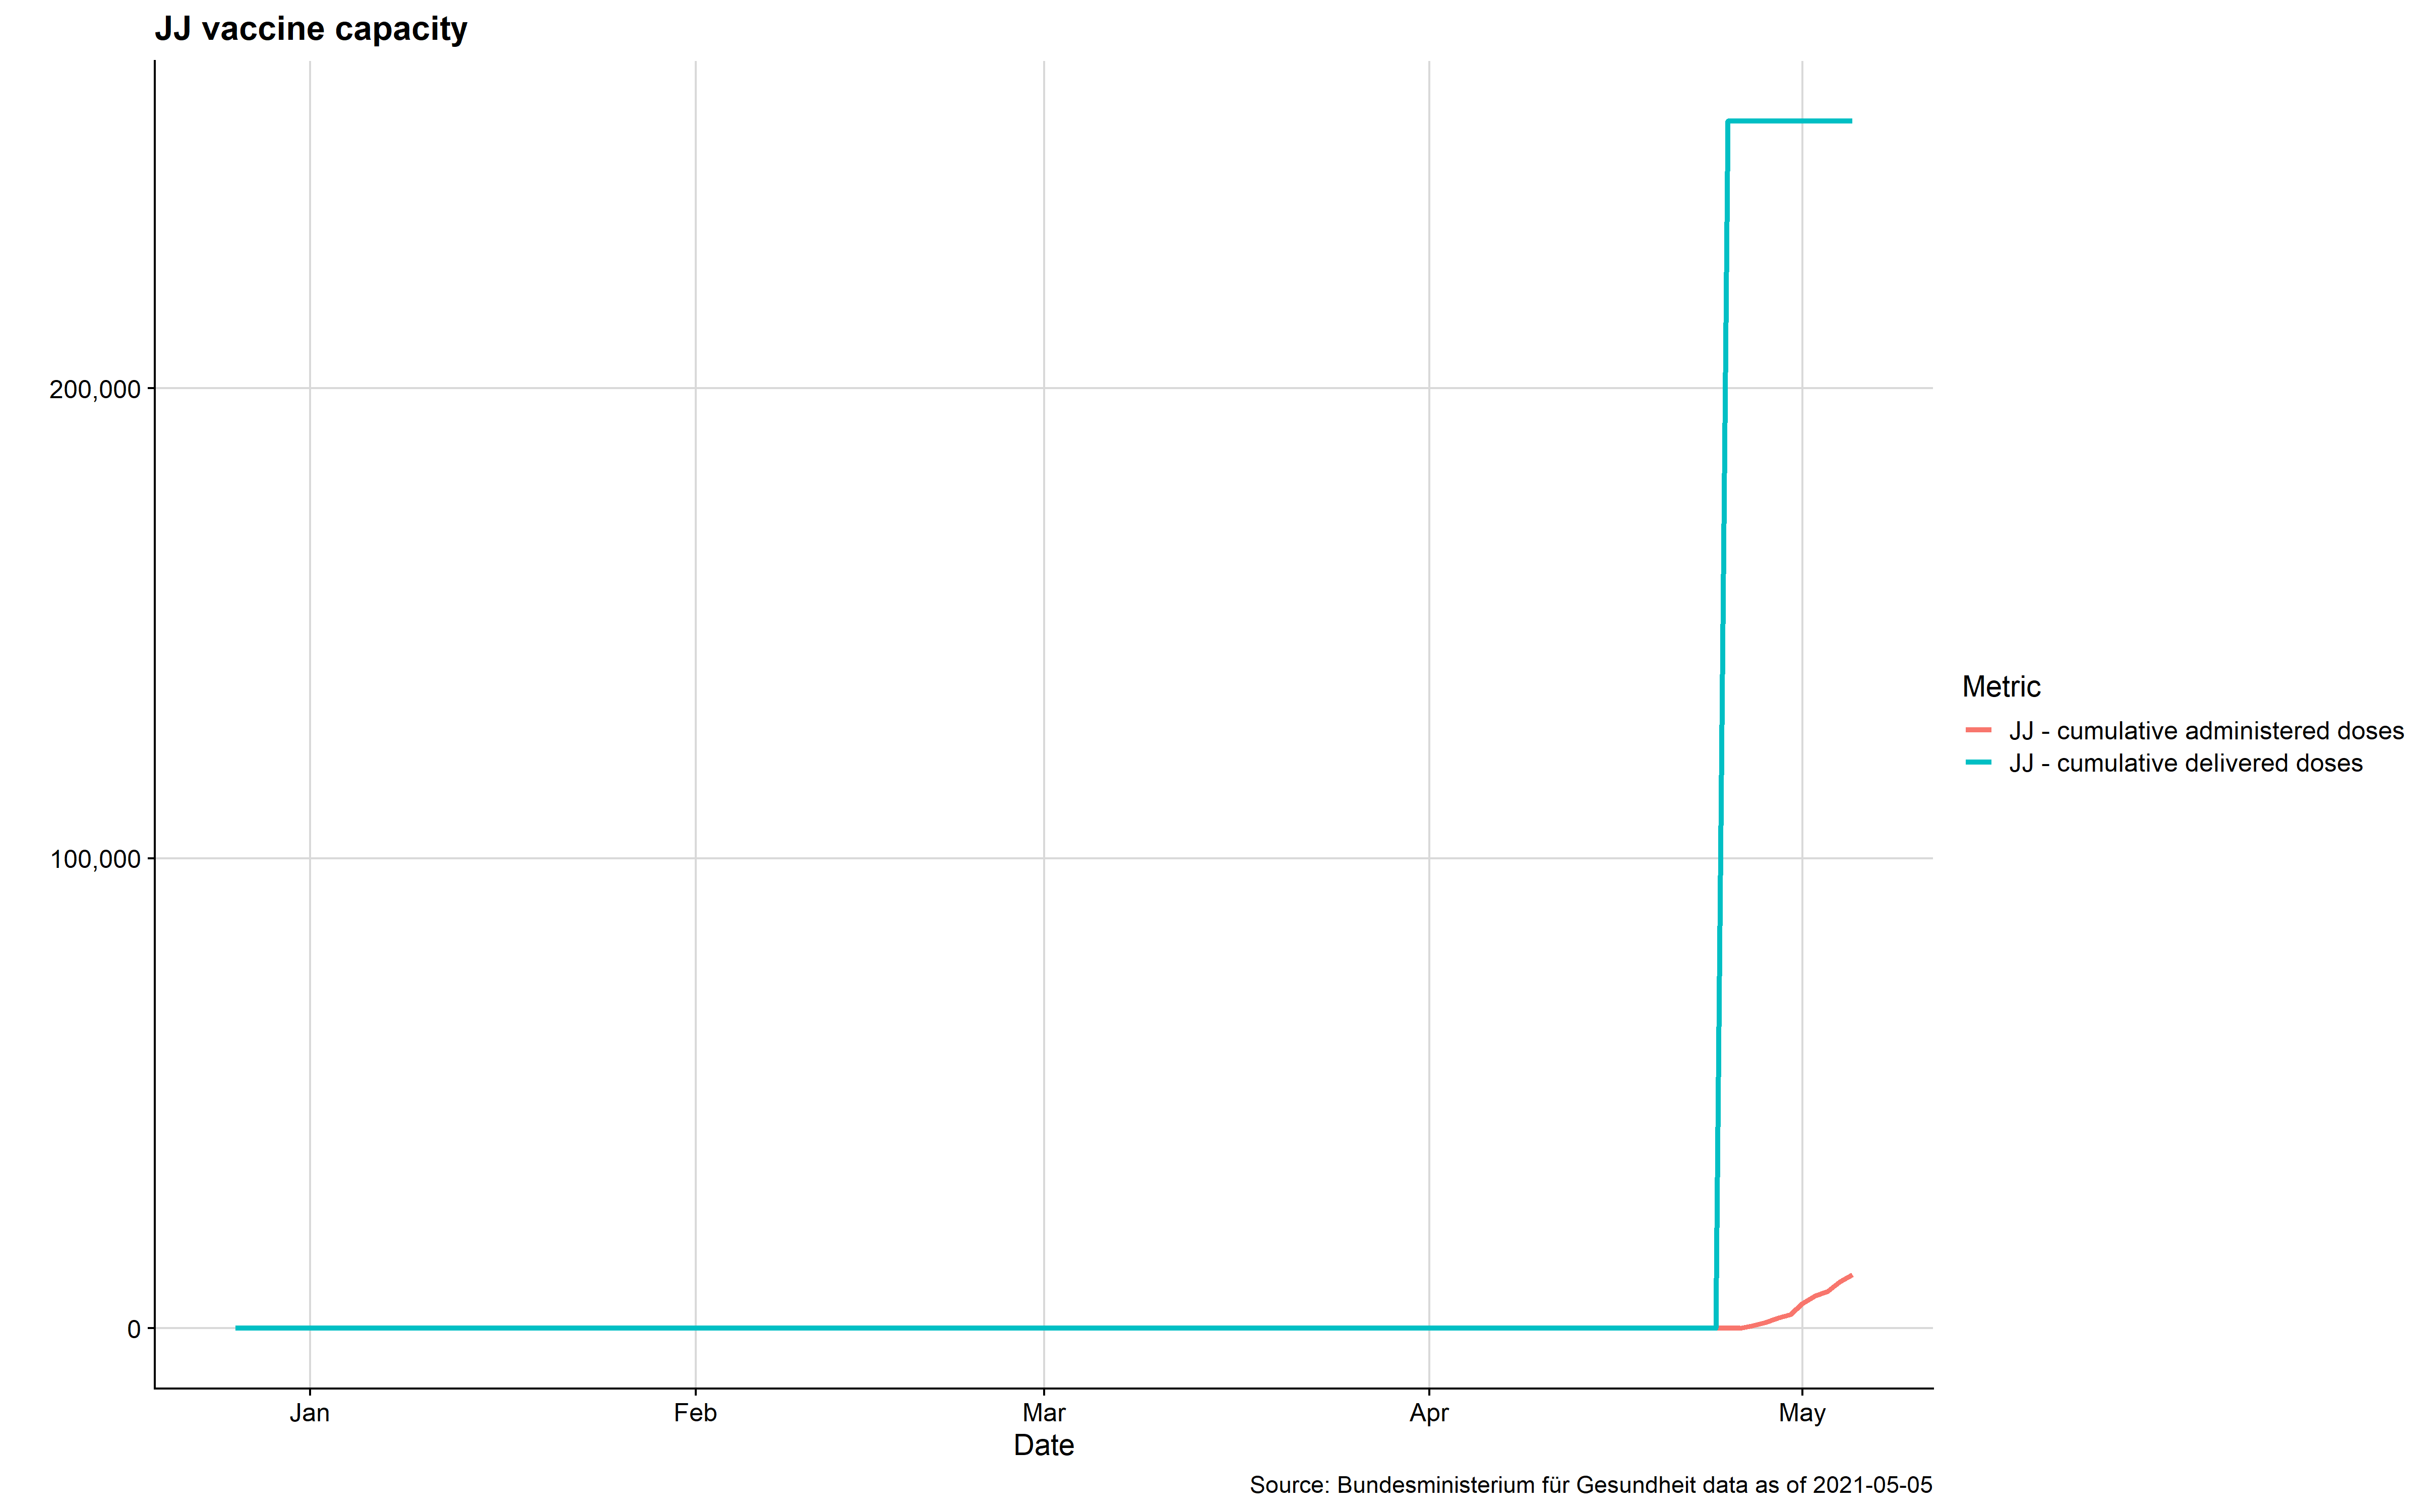 JJ vaccine capacity
200,000
100,000
0
Jan Feb Mar Apr May
Date
Metric
JJ - cumulative administered doses
JJ - cumulative delivered doses
Source: Bundesministerium für Gesundheit data as of 2021-05-05